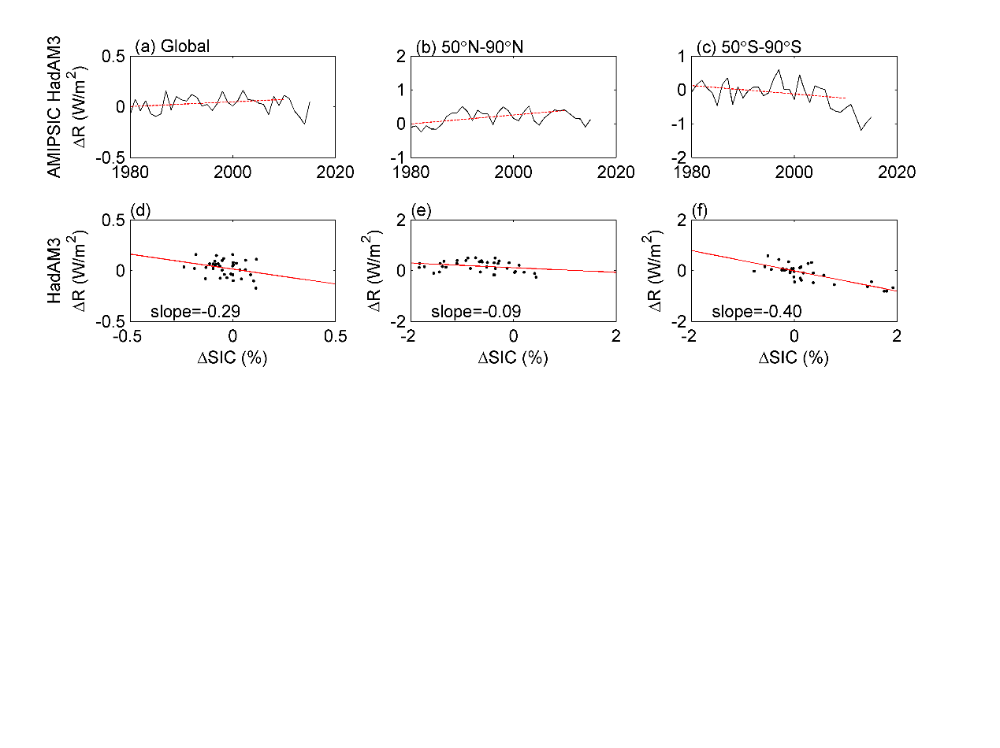 AMIPSIC HadAM3
(a) Global
ΔR (W/m²)
0.5
0
-0.5
1980
2000
2020
(b) 50°N-90°N
2
1
0
-1
1980
2000
2020
(c) 50°S-90°S
1
0
-1
-2
1980
2000
2020
HadAM3
(d)
ΔR (W/m²)
0.5
0
-0.5
slope=-0.29
-0.5
0
0.5
ΔSIC (%)
(e)
ΔR (W/m²)
2
0
-2
slope=-0.09
-2
0
2
ΔSIC (%)
(f)
ΔR (W/m²)
2
0
-2
slope=-0.40
-2
0
2
ΔSIC (%)